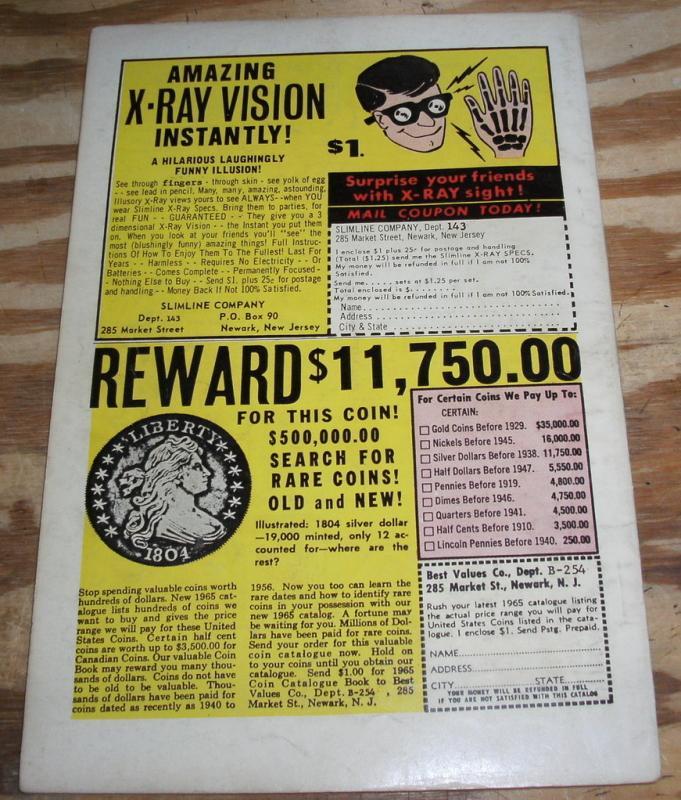 AMAZING
X-RAY VISION
INSTANTLY!
A HILARIOUS LAUGHINGLY
FUNNY ILLUSION!
See through fingers - through skin - see yolk of egg
- - see lead in pencil. Many, many, amazing, astounding,
Illusory X-Ray views yours to see ALWAYS--when YOU
wear Slimline X-Ray Specs. Bring them to parties, for
real FUN - - GUARANTEED - - They give you a 3
dimensional X-Ray Vision - - the Instant you put them
on. When you look at your friends you'll "see" the
most (blushingly funny) amazing things! Full Instruc-
tions Of How To Enjoy Them To The Fullest! Last For
Years - - Harmless - - Requires No Electricity - - Or
Batteries - - Comes Complete - - Permanently Focused -
- Nothing Else to Buy - - Send $1. plus 25¢ for postage
and handling - - Money Back If Not 100% Satisfied.
SLIMLINE COMPANY
Dept. 143 P.O. Box 90
285 Market Street Newark, New Jersey
$1.
Surprise your friends
with X-RAY sight!
MAIL COUPON TODAY!
SLIMLINE COMPANY, Dept. 143
285 Market Street, Newark, New Jersey
I enclose $1 plus 25¢ for postage and handling
(Total ($1.25) send me the Slimline X-RAY SPECS.
My money will be refunded in full if I am not 100%
Satisfied.
Send me..... sets at $1.25 per set.
Total enclosed is $.........
My money will be refunded in full if I am not 100% Satisfied.
Name
Address
City & State
REWARD $11,750.00
FOR THIS COIN!
$500,000.00
SEARCH FOR
RARE COINS!
OLD and NEW!
LIBERTY
1804
Illustrated: 1804 silver dollar
—19,000 minted, only 12 ac-
counted for—where are the
rest?
Stop spending valuable coins worth
hundreds of dollars. New 1965 cat-
alogue lists hundreds of coins we
want to buy and gives the price
range we will pay for these United
States Coins. Certain half cent
coins are worth up to $3,500.00 for
Canadian Coins. Our valuable Coin
Book may reward you many thou-
sands of dollars. Coins do not have
to be old to be valuable. Thou-
sands of dollars have been paid for
coins dated as recently as 1940 to
1956. Now you too can learn the
rare dates and how to identify rare
coins in your possession with our
new 1965 catalog. A fortune may
be waiting for you. Millions of Dol-
lars have been paid for rare coins.
Send your order for this valuable
coin catalogue now. Hold on
to your coins until you obtain our
catalogue. Send $1.00 for 1965
Coin Catalogue Book to Best
Values Co., Dept. B-254 , 285
Market St., Newark, N. J.
For Certain Coins We Pay Up To:
CERTAIN:
Gold Coins Before 1929. $35,000.00
Nickels Before 1945. 16,000.00
Silver Dollars Before 1938. 11,750.00
Half Dollars Before 1947. 5,550.00
Pennies Before 1919. 4,800.00
Dimes Before 1946. 4,750.00
Quarters Before 1941. 4,500.00
Half Cents Before 1910. 3,500.00
Lincoln Pennies Before 1940. 250.00
Best Values Co., Dept. B-254
285 Market St., Newark, N. J.
Rush your latest 1965 catalogue listing
the actual price range you will pay for
United States Coins listed in the cata-
logue. I enclose $1. Send Pstg. Prepaid.
NAME
ADDRESS
CITY STATE
YOUR MONEY WILL BE REFUNDED IN FULL
IF YOU ARE NOT SATISFIED WITH THIS CATALOG